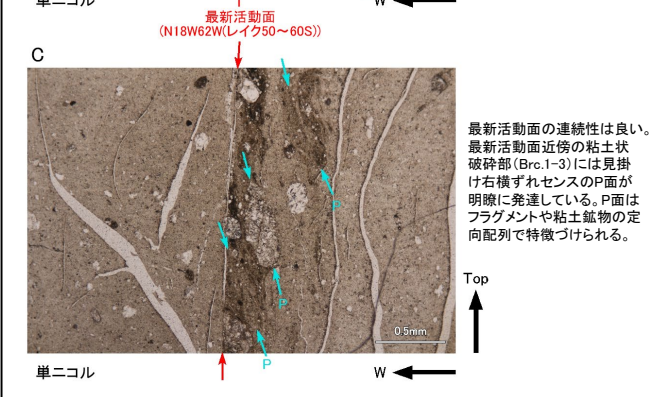 単ニコル
W
最新活動面
(N18W62W(レイク50～60S))
C
最新活動面の連続性は良い。
最新活動面近傍の粘土状
破砕部(Brc.1-3)には見掛
け右横ずれセンスのP面が
明瞭に発達している。P面は
フラグメントや粘土鉱物の定
向配列で特徴づけられる。
P
P
P
Top
0.5mm
単ニコル
W